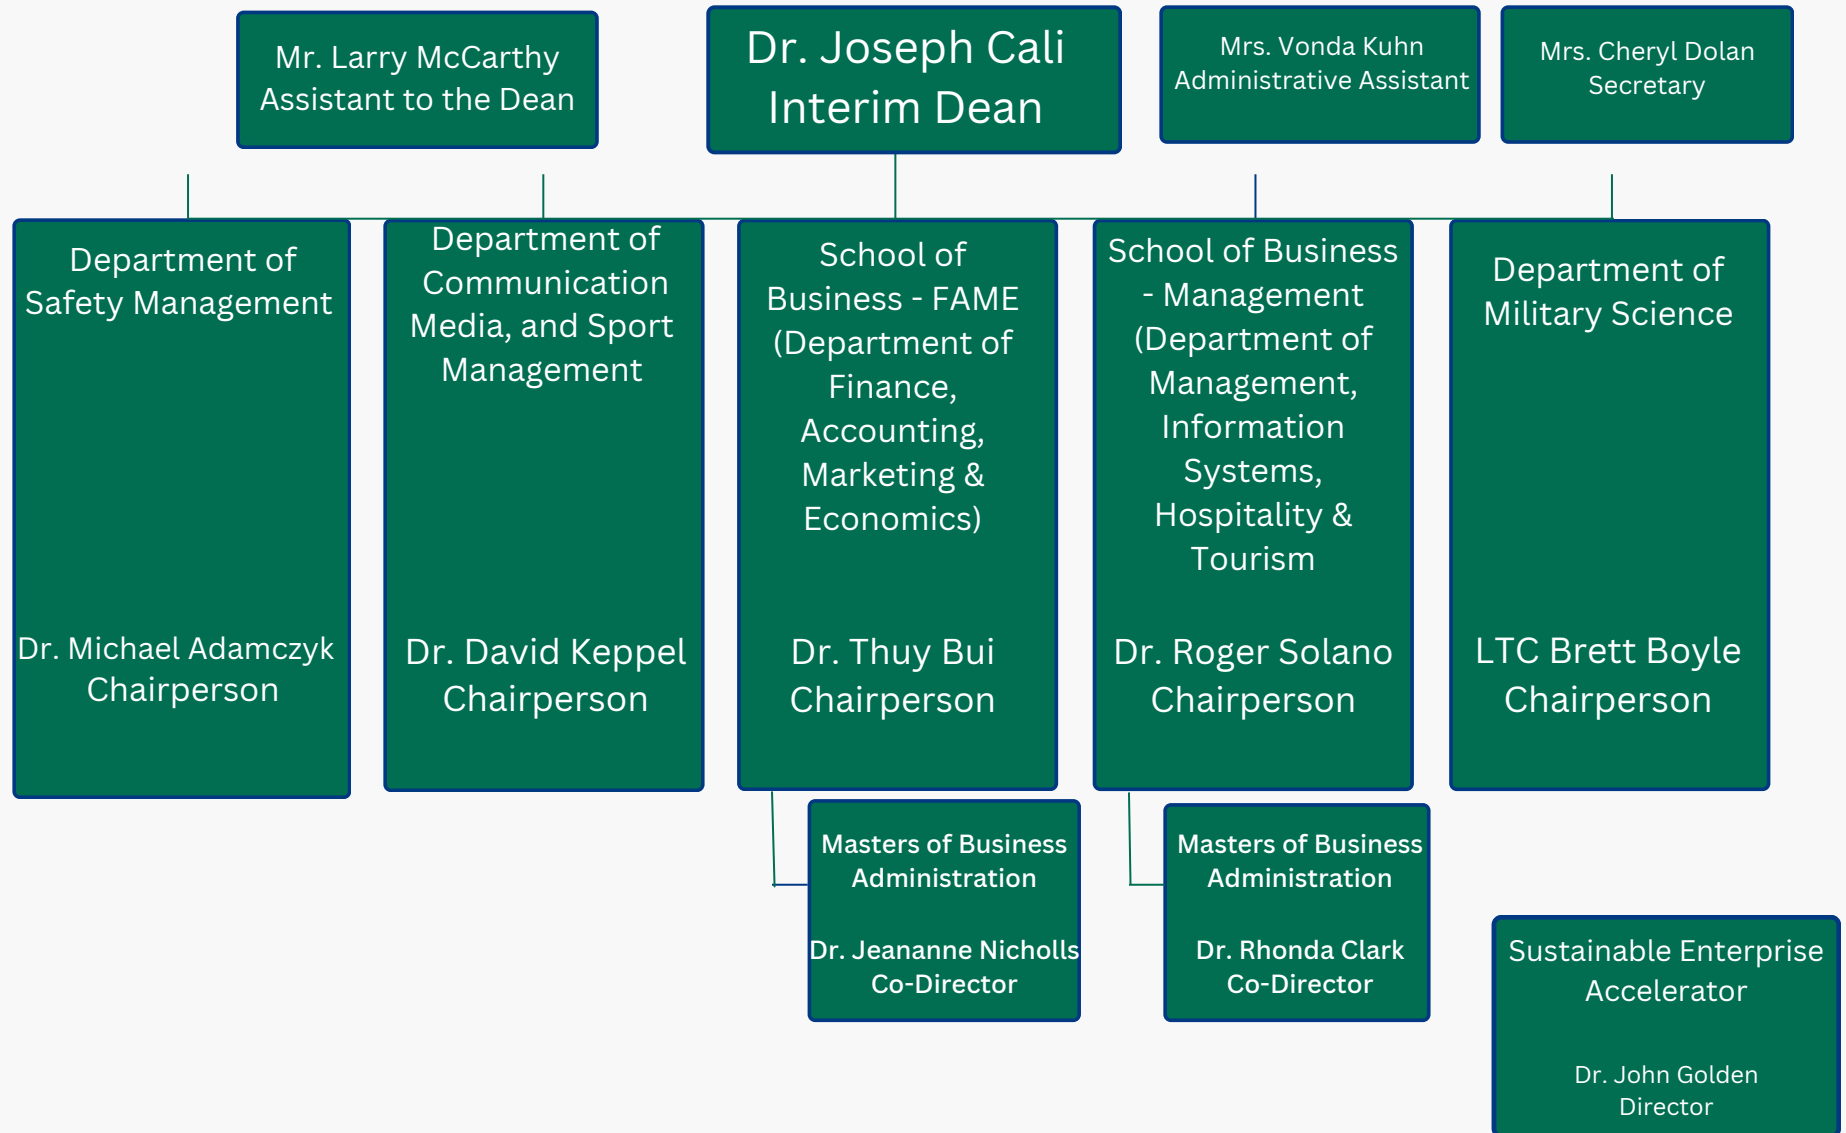 Mr. Larry McCarthy
Assistant to the Dean
Dr. Joseph Cali
Interim Dean
Mrs. Vonda Kuhn
Administrative Assistant
Mrs. Cheryl Dolan
Secretary
Department of
Safety Management
Dr. Michael Adamczyk
Chairperson
Department of
Communication
Media, and Sport
Management
Dr. David Keppel
Chairperson
School of
Business - FAME
(Department of
Finance,
Accounting,
Marketing &
Economics)
Dr. Thuy Bui
Chairperson
School of Business
- Management
(Department of
Management,
Information
Systems,
Hospitality &
Tourism
Dr. Roger Solano
Chairperson
Department of
Military Science
LTC Brett Boyle
Chairperson
Masters of Business
Administration
Dr. Jeananne Nicholls
Co-Director
Masters of Business
Administration
Dr. Rhonda Clark
Co-Director
Sustainable Enterprise
Accelerator
Dr. John Golden
Director